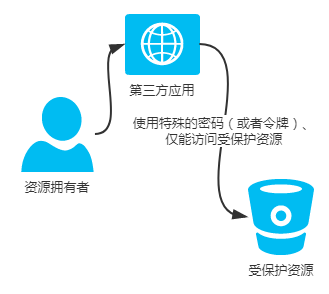 第三方应用
使用特殊的密码（或者令牌）、
仅能访问受保护资源
资源拥有者
受保护资源